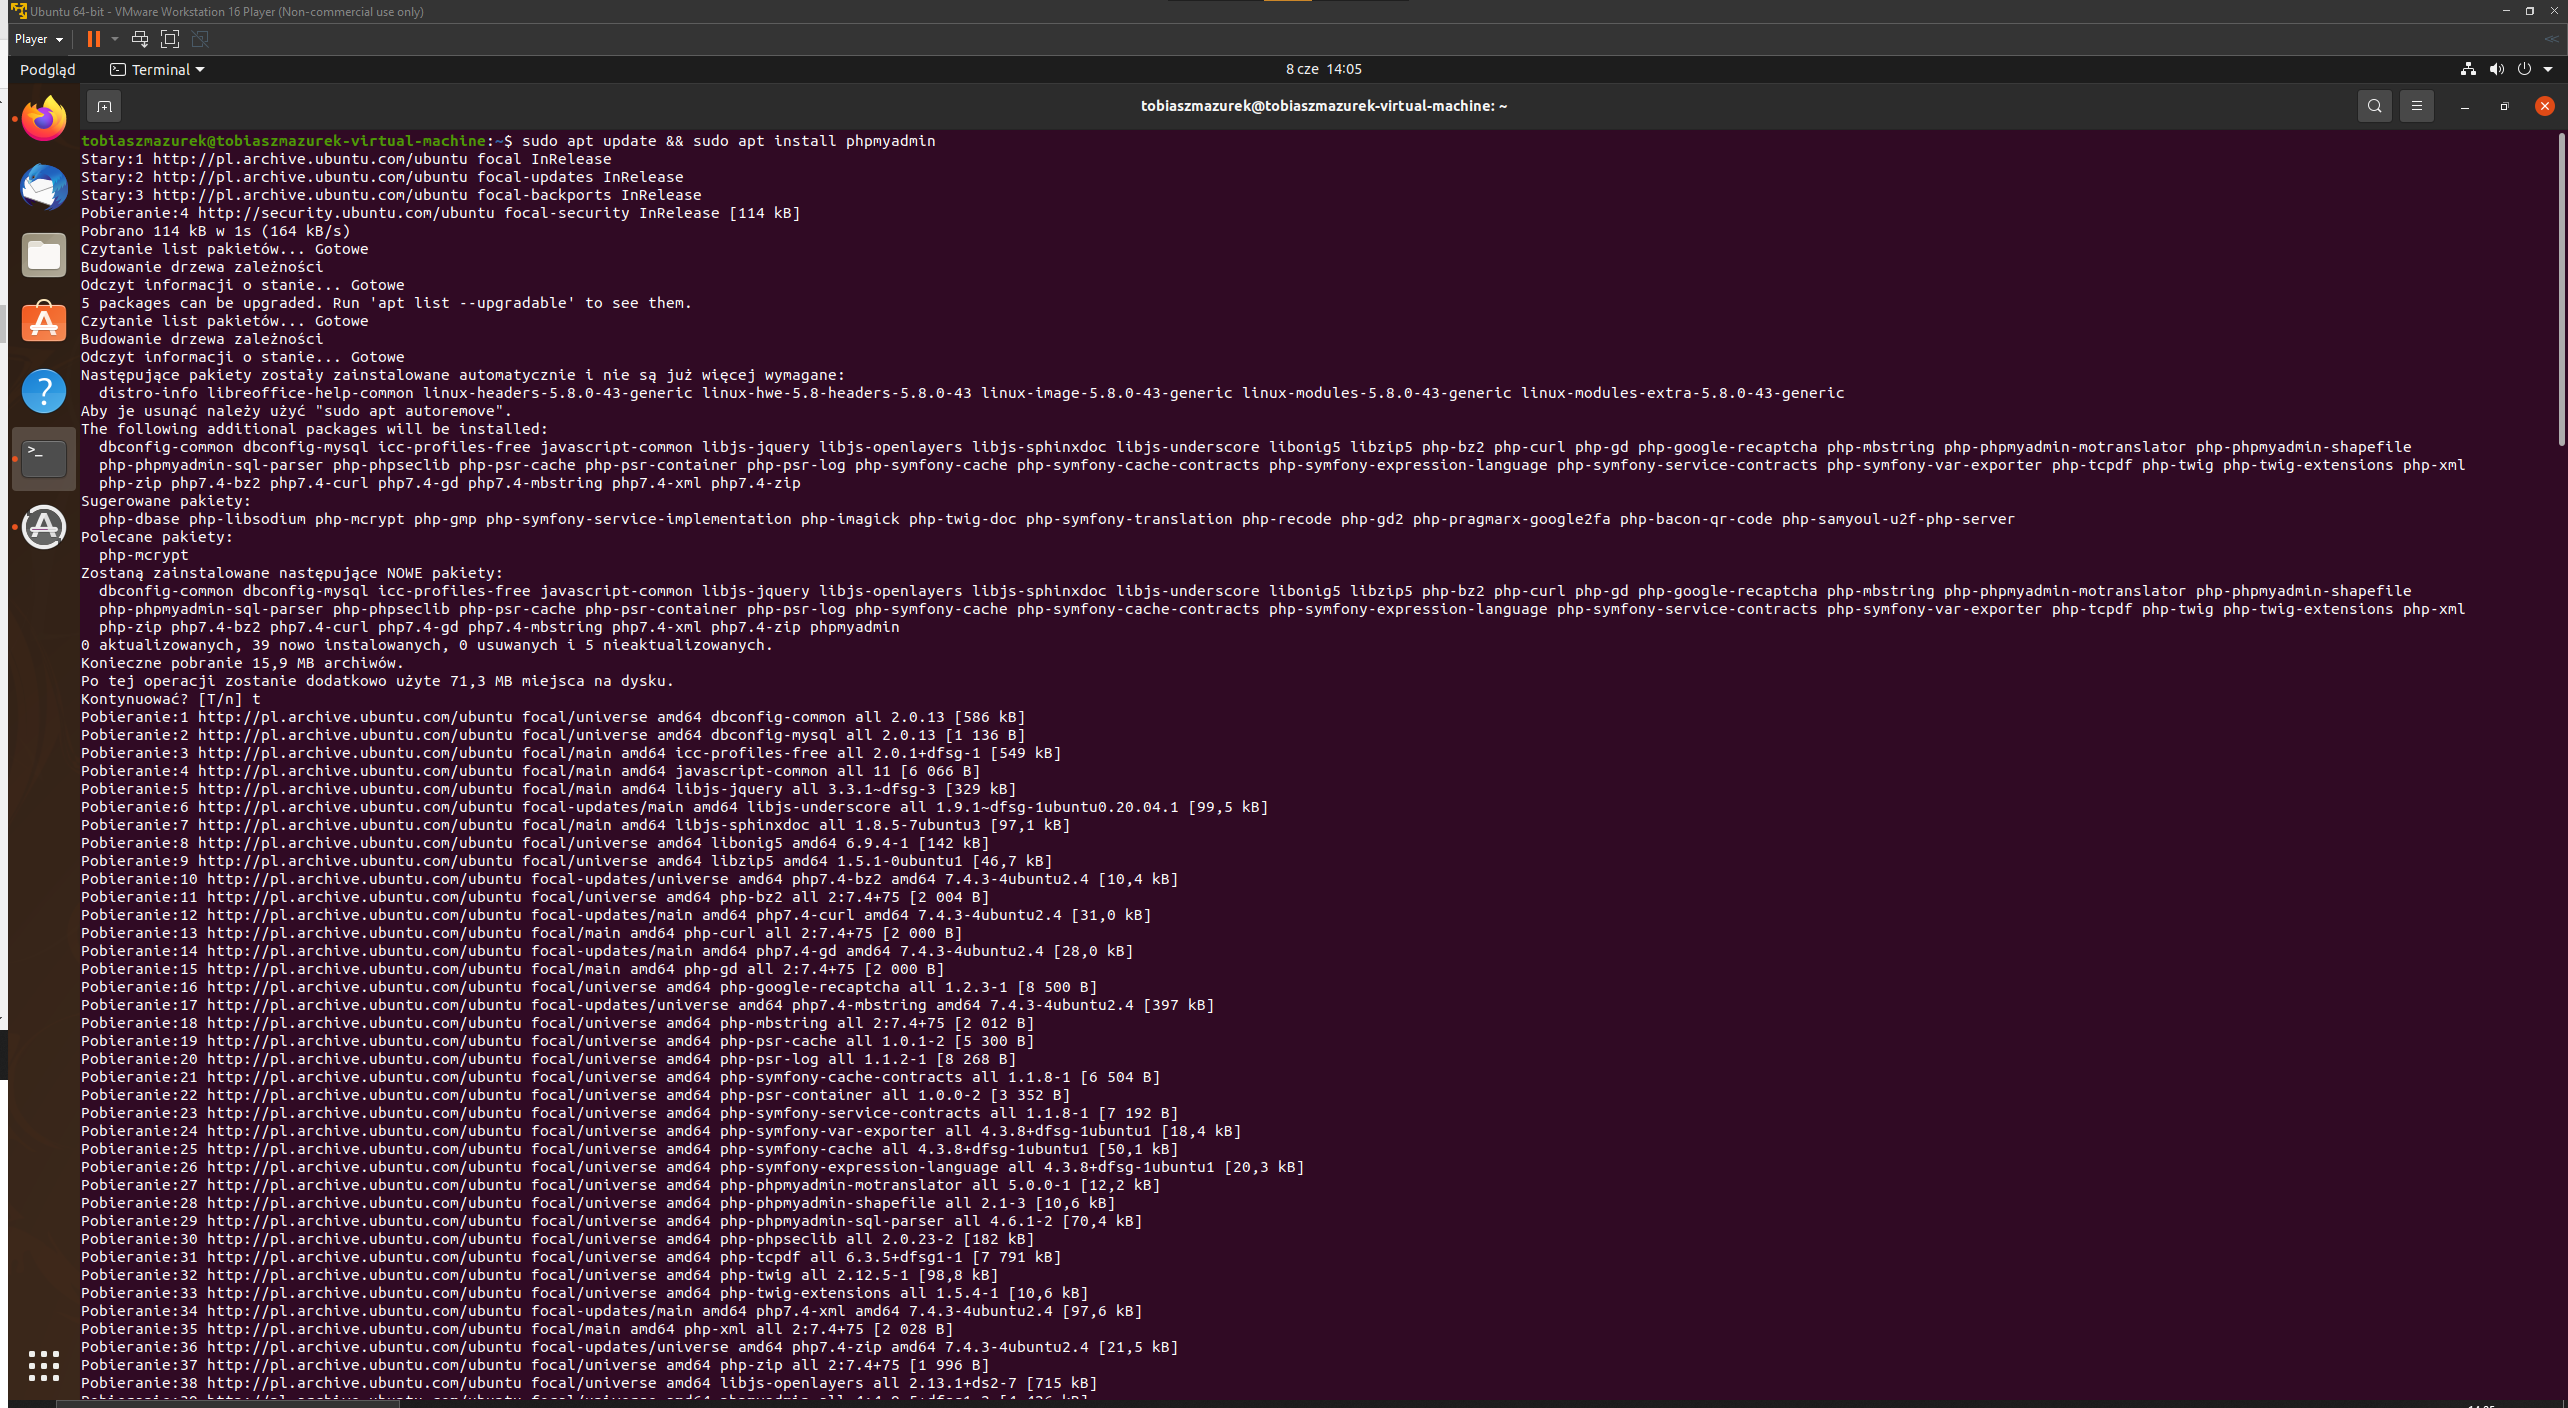 Ubuntu 64-bit - VMware Workstation 16 Player (Non-commercial use only)
Player
Podgląd Terminal 8 cze 14:05
tobiaszmazurek@tobiaszmazurek-virtual-machine: ~
tobiaszmazurek@tobiaszmazurek-virtual-machine:~$ sudo apt update && sudo apt install phpmyadmin
Stary:1 http://pl.archive.ubuntu.com/ubuntu focal InRelease
Stary:2 http://pl.archive.ubuntu.com/ubuntu focal-updates InRelease
Stary:3 http://pl.archive.ubuntu.com/ubuntu focal-backports InRelease
Pobieranie:4 http://security.ubuntu.com/ubuntu focal-security InRelease [114 kB]
Pobrano 114 kB w 1s (164 kB/s)
Czytanie list pakietów... Gotowe
Budowanie drzewa zależności
Odczyt informacji o stanie... Gotowe
5 packages can be upgraded. Run 'apt list --upgradable' to see them.
Czytanie list pakietów... Gotowe
Budowanie drzewa zależności
Odczyt informacji o stanie... Gotowe
Następujące pakiety zostały zainstalowane automatycznie i nie są już więcej wymagane:
distro-info libreoffice-help-common linux-headers-5.8.0-43-generic linux-hwe-5.8-headers-5.8.0-43 linux-image-5.8.0-43-generic linux-modules-5.8.0-43-generic linux-modules-extra-5.8.0-43-generic
Aby je usunąć należy użyć "sudo apt autoremove".
The following additional packages will be installed:
dbconfig-common dbconfig-mysql icc-profiles-free javascript-common libjs-jquery libjs-openlayers libjs-sphinxdoc libjs-underscore libonig5 libzip5 php-bz2 php-curl php-gd php-google-recaptcha php-mbstring php-phpmyadmin-motranslator php-phpmyadmin-shapefile
php-phpmyadmin-sql-parser php-phpseclib php-psr-cache php-psr-container php-psr-log php-symfony-cache php-symfony-cache-contracts php-symfony-expression-language php-symfony-service-contracts php-symfony-var-exporter php-tcpdf php-twig php-twig-extensions php-xml
php-zip php7.4-bz2 php7.4-curl php7.4-gd php7.4-mbstring php7.4-xml php7.4-zip
Sugerowane pakiety:
php-dbase php-libsodium php-mcrypt php-gmp php-symfony-service-implementation php-imagick php-twig-doc php-symfony-translation php-recode php-gd2 php-pragmarx-google2fa php-bacon-qr-code php-samyoul-u2f-php-server
Polecane pakiety:
php-mcrypt
Zostaną zainstalowane następujące NOWE pakiety:
dbconfig-common dbconfig-mysql icc-profiles-free javascript-common libjs-jquery libjs-openlayers libjs-sphinxdoc libjs-underscore libonig5 libzip5 php-bz2 php-curl php-gd php-google-recaptcha php-mbstring php-phpmyadmin-motranslator php-phpmyadmin-shapefile
php-phpmyadmin-sql-parser php-phpseclib php-psr-cache php-psr-container php-psr-log php-symfony-cache php-symfony-cache-contracts php-symfony-expression-language php-symfony-service-contracts php-symfony-var-exporter php-tcpdf php-twig php-twig-extensions php-xml
php-zip php7.4-bz2 php7.4-curl php7.4-gd php7.4-mbstring php7.4-xml php7.4-zip phpmyadmin
0 aktualizowanych, 39 nowo instalowanych, 0 usuwanych i 5 nieaktualizowanych.
Konieczne pobranie 15,9 MB archiwów.
Po tej operacji zostanie dodatkowo użyte 71,3 MB miejsca na dysku.
Kontynuować? [T/n] t
Pobieranie:1 http://pl.archive.ubuntu.com/ubuntu focal/universe amd64 dbconfig-common all 2.0.13 [586 kB]
Pobieranie:2 http://pl.archive.ubuntu.com/ubuntu focal/universe amd64 dbconfig-mysql all 2.0.13 [1 136 B]
Pobieranie:3 http://pl.archive.ubuntu.com/ubuntu focal/main amd64 icc-profiles-free all 2.0.1+dfsg-1 [549 kB]
Pobieranie:4 http://pl.archive.ubuntu.com/ubuntu focal/main amd64 javascript-common all 11 [6 066 B]
Pobieranie:5 http://pl.archive.ubuntu.com/ubuntu focal/main amd64 libjs-jquery all 3.3.1~dfsg-3 [329 kB]
Pobieranie:6 http://pl.archive.ubuntu.com/ubuntu focal-updates/main amd64 libjs-underscore all 1.9.1~dfsg-1ubuntu0.20.04.1 [99,5 kB]
Pobieranie:7 http://pl.archive.ubuntu.com/ubuntu focal/main amd64 libjs-sphinxdoc all 1.8.5-7ubuntu3 [97,1 kB]
Pobieranie:8 http://pl.archive.ubuntu.com/ubuntu focal/universe amd64 libonig5 amd64 6.9.4-1 [142 kB]
Pobieranie:9 http://pl.archive.ubuntu.com/ubuntu focal/universe amd64 libzip5 amd64 1.5.1-0ubuntu1 [46,7 kB]
Pobieranie:10 http://pl.archive.ubuntu.com/ubuntu focal-updates/universe amd64 php7.4-bz2 amd64 7.4.3-4ubuntu2.4 [10,4 kB]
Pobieranie:11 http://pl.archive.ubuntu.com/ubuntu focal/universe amd64 php-bz2 all 2:7.4+75 [2 004 B]
Pobieranie:12 http://pl.archive.ubuntu.com/ubuntu focal-updates/main amd64 php7.4-curl amd64 7.4.3-4ubuntu2.4 [31,0 kB]
Pobieranie:13 http://pl.archive.ubuntu.com/ubuntu focal/main amd64 php-curl all 2:7.4+75 [2 000 B]
Pobieranie:14 http://pl.archive.ubuntu.com/ubuntu focal-updates/main amd64 php7.4-gd amd64 7.4.3-4ubuntu2.4 [28,0 kB]
Pobieranie:15 http://pl.archive.ubuntu.com/ubuntu focal/main amd64 php-gd all 2:7.4+75 [2 000 B]
Pobieranie:16 http://pl.archive.ubuntu.com/ubuntu focal/universe amd64 php-google-recaptcha all 1.2.3-1 [8 500 B]
Pobieranie:17 http://pl.archive.ubuntu.com/ubuntu focal-updates/universe amd64 php7.4-mbstring amd64 7.4.3-4ubuntu2.4 [397 kB]
Pobieranie:18 http://pl.archive.ubuntu.com/ubuntu focal/universe amd64 php-mbstring all 2:7.4+75 [2 012 B]
Pobieranie:19 http://pl.archive.ubuntu.com/ubuntu focal/universe amd64 php-psr-cache all 1.0.1-2 [5 300 B]
Pobieranie:20 http://pl.archive.ubuntu.com/ubuntu focal/universe amd64 php-psr-log all 1.1.2-1 [8 268 B]
Pobieranie:21 http://pl.archive.ubuntu.com/ubuntu focal/universe amd64 php-symfony-cache-contracts all 1.1.8-1 [6 504 B]
Pobieranie:22 http://pl.archive.ubuntu.com/ubuntu focal/universe amd64 php-psr-container all 1.0.0-2 [3 352 B]
Pobieranie:23 http://pl.archive.ubuntu.com/ubuntu focal/universe amd64 php-symfony-service-contracts all 1.1.8-1 [7 192 B]
Pobieranie:24 http://pl.archive.ubuntu.com/ubuntu focal/universe amd64 php-symfony-var-exporter all 4.3.8+dfsg-1ubuntu1 [18,4 kB]
Pobieranie:25 http://pl.archive.ubuntu.com/ubuntu focal/universe amd64 php-symfony-cache all 4.3.8+dfsg-1ubuntu1 [50,1 kB]
Pobieranie:26 http://pl.archive.ubuntu.com/ubuntu focal/universe amd64 php-symfony-expression-language all 4.3.8+dfsg-1ubuntu1 [20,3 kB]
Pobieranie:27 http://pl.archive.ubuntu.com/ubuntu focal/universe amd64 php-phpmyadmin-motranslator all 5.0.0-1 [12,2 kB]
Pobieranie:28 http://pl.archive.ubuntu.com/ubuntu focal/universe amd64 php-phpmyadmin-shapefile all 2.1-3 [10,6 kB]
Pobieranie:29 http://pl.archive.ubuntu.com/ubuntu focal/universe amd64 php-phpmyadmin-sql-parser all 4.6.1-2 [70,4 kB]
Pobieranie:30 http://pl.archive.ubuntu.com/ubuntu focal/universe amd64 php-phpseclib all 2.0.23-2 [182 kB]
Pobieranie:31 http://pl.archive.ubuntu.com/ubuntu focal/universe amd64 php-tcpdf all 6.3.5+dfsg1-1 [7 791 kB]
Pobieranie:32 http://pl.archive.ubuntu.com/ubuntu focal/universe amd64 php-twig all 2.12.5-1 [98,8 kB]
Pobieranie:33 http://pl.archive.ubuntu.com/ubuntu focal/universe amd64 php-twig-extensions all 1.5.4-1 [10,6 kB]
Pobieranie:34 http://pl.archive.ubuntu.com/ubuntu focal-updates/main amd64 php7.4-xml amd64 7.4.3-4ubuntu2.4 [97,6 kB]
Pobieranie:35 http://pl.archive.ubuntu.com/ubuntu focal/main amd64 php-xml all 2:7.4+75 [2 028 B]
Pobieranie:36 http://pl.archive.ubuntu.com/ubuntu focal-updates/universe amd64 php7.4-zip amd64 7.4.3-4ubuntu2.4 [21,5 kB]
Pobieranie:37 http://pl.archive.ubuntu.com/ubuntu focal/universe amd64 php-zip all 2:7.4+75 [1 996 B]
Pobieranie:38 http://pl.archive.ubuntu.com/ubuntu focal/universe amd64 libjs-openlayers all 2.13.1+ds2-7 [715 kB]